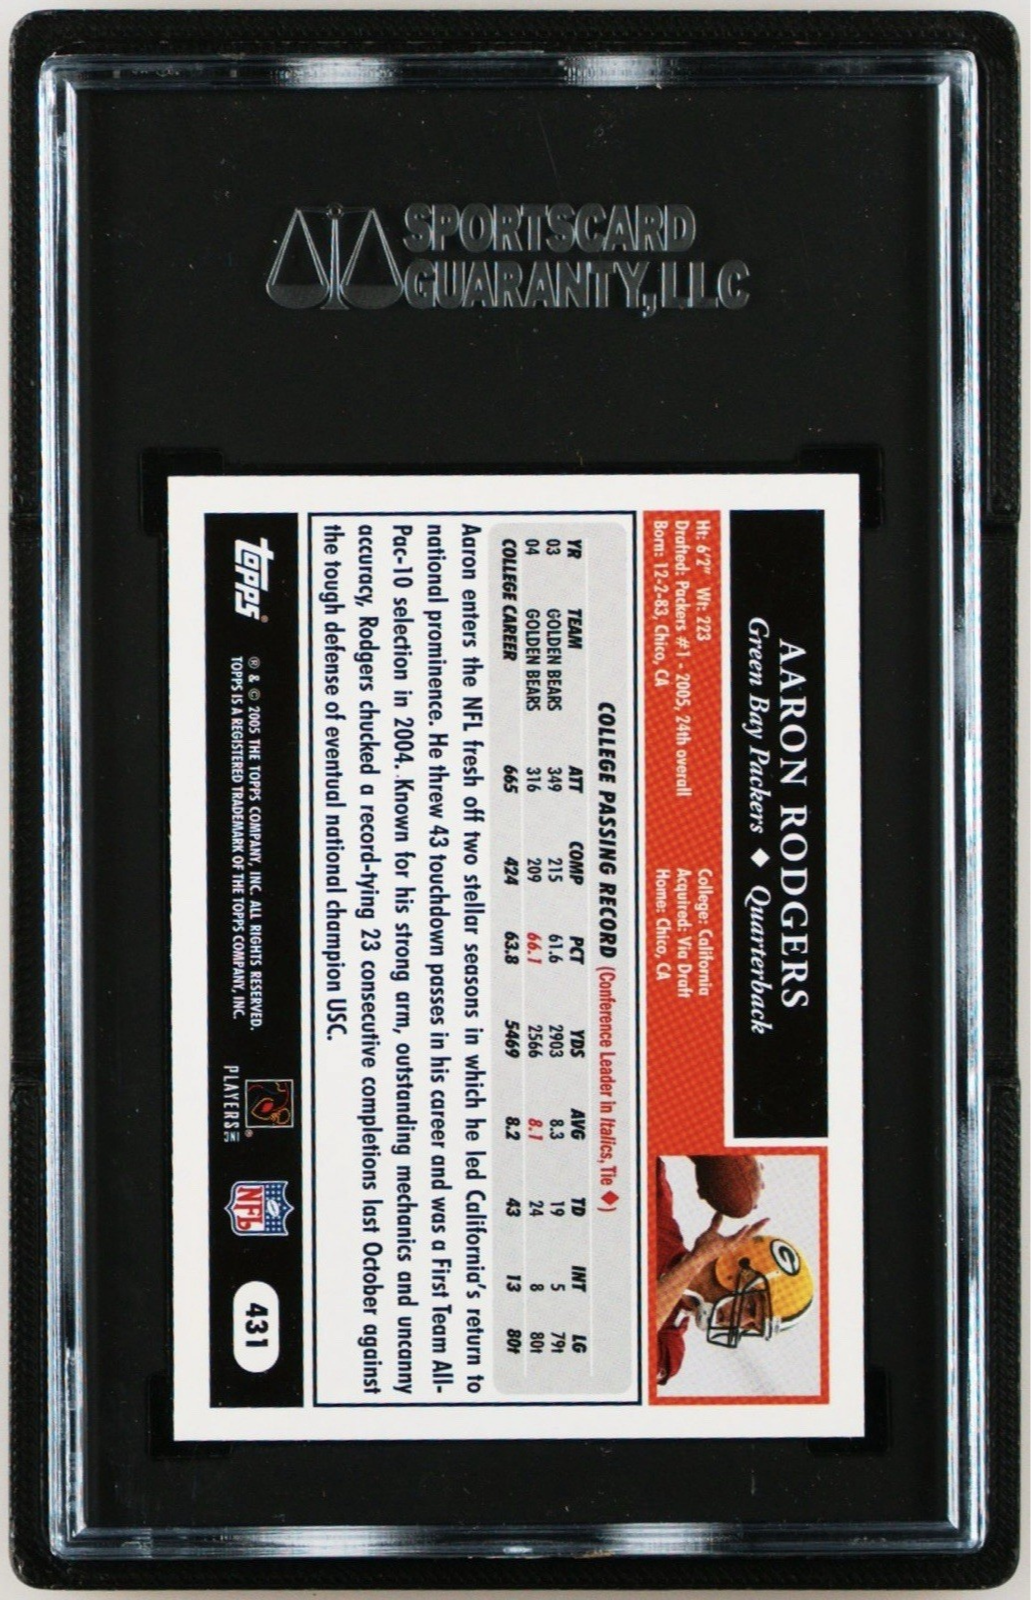 SPORTSCARD
GUARANTY, LLC
AARON RODGERS
Green Bay Packers ♦ Quarterback
Ht: 6'2" Wt: 223 College: California
Drafted: Packers #1 - 2005, 24th overall Acquired: Via Draft
Born: 12-2-83, Chico, CA Home: Chico, CA
G
COLLEGE PASSING RECORD (Conference Leader in Italics, Tie ♦)
YR TEAM ATT COMP PCT YDS AVG TD INT LG
03 GOLDEN BEARS 349 215 61.6 2903 8.3 19 5 79t
04 GOLDEN BEARS 316 209 66.1 2566 8.1 24 8 80t
COLLEGE CAREER 665 424 63.8 5469 8.2 43 13 80t
Aaron enters the NFL fresh off two stellar seasons in which he led California's return to
national prominence. He threw 43 touchdown passes in his career and was a First Team All-
Pac-10 selection in 2004. Known for his strong arm, outstanding mechanics and uncanny
accuracy, Rodgers chucked a record-tying 23 consecutive completions last October against
the tough defense of eventual national champion USC.
topps®
® & © 2005 THE TOPPS COMPANY, INC. ALL RIGHTS RESERVED.
TOPPS IS A REGISTERED TRADEMARK OF THE TOPPS COMPANY, INC.
PLAYERS INC
NFL
431